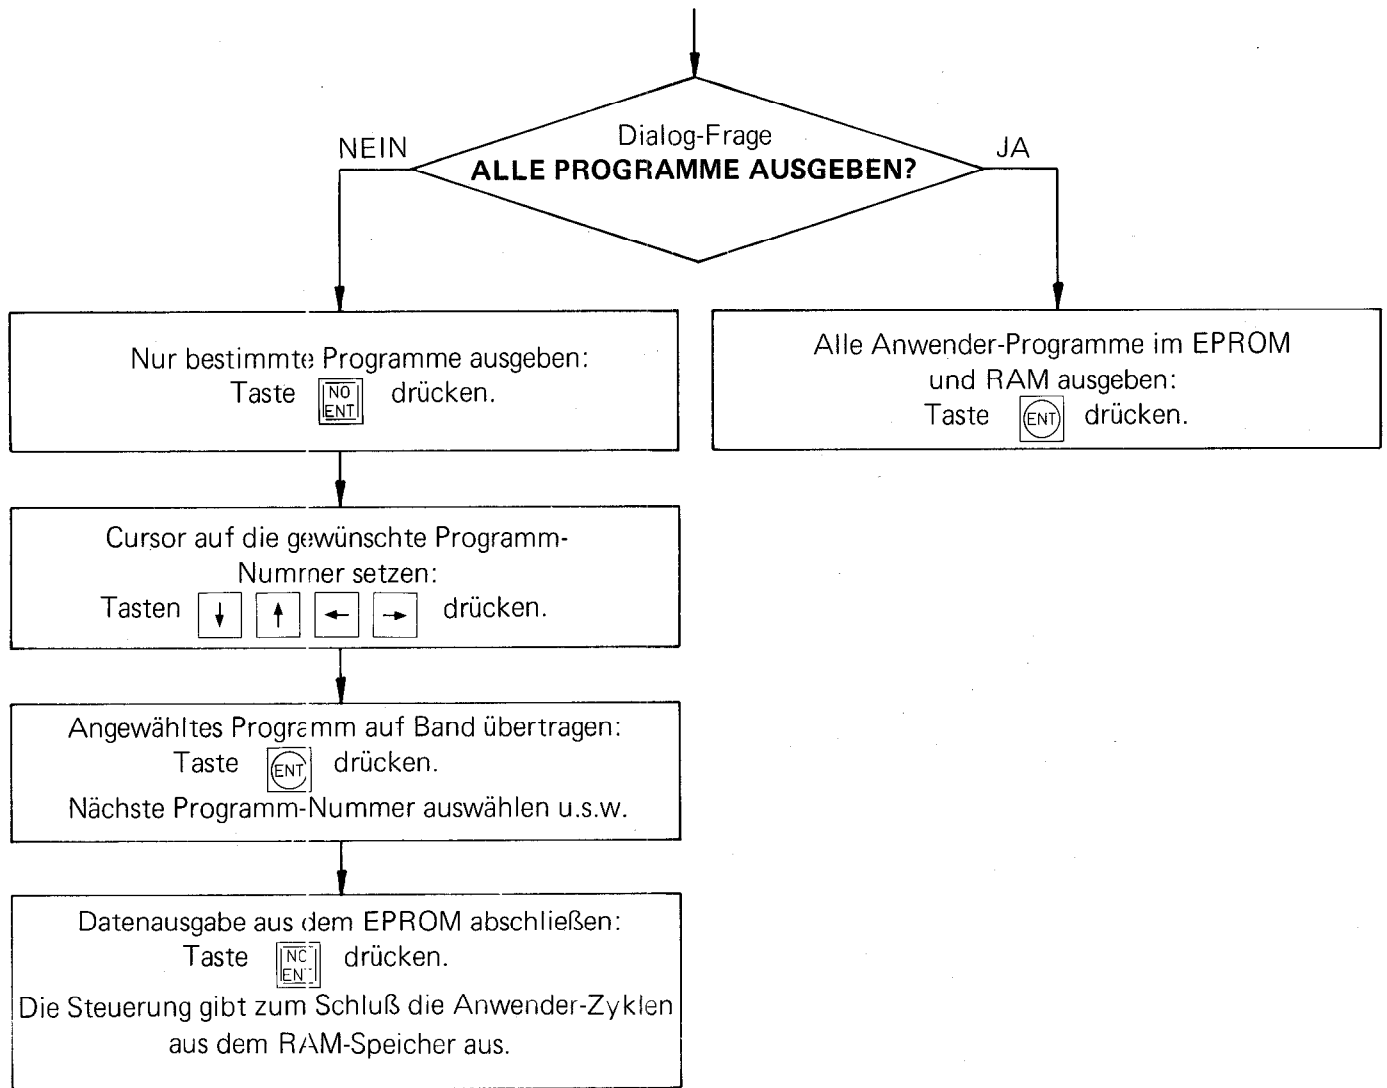 Dialog-Frage
NEIN
JA
ALLE PROGRAMME AUSGEBEN?
Nur bestimmte Programme ausgeben:
Taste NO ENT drücken.
Alle Anwender-Programme im EPROM
und RAM ausgeben:
Taste ENT drücken.
Cursor auf die gewünschte Programm-
Nummer setzen:
Tasten ↓ ↑ ← → drücken.
Angewähltes Programm auf Band übertragen:
Taste ENT drücken.
Nächste Programm-Nummer auswählen u.s.w.
Datenausgabe aus dem EPROM abschließen:
Taste NO ENT drücken.
Die Steuerung gibt zum Schluß die Anwender-Zyklen
aus dem RAM-Speicher aus.